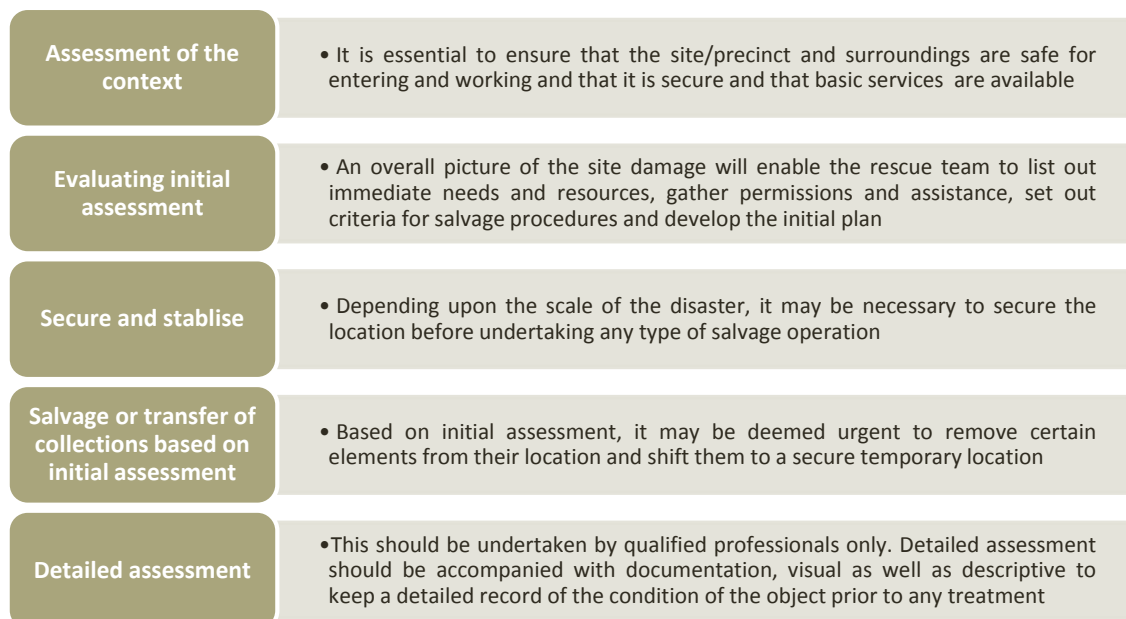 Assessment of the
context
• It is essential to ensure that the site/precinct and surroundings are safe for
entering and working and that it is secure and that basic services are available
Evaluating initial
assessment
• An overall picture of the site damage will enable the rescue team to list out
immediate needs and resources, gather permissions and assistance, set out
criteria for salvage procedures and develop the initial plan
Secure and stablise
• Depending upon the scale of the disaster, it may be necessary to secure the
location before undertaking any type of salvage operation
Salvage or transfer of
collections based on
initial assessment
• Based on initial assessment, it may be deemed urgent to remove certain
elements from their location and shift them to a secure temporary location
Detailed assessment
•This should be undertaken by qualified professionals only. Detailed assessment
should be accompanied with documentation, visual as well as descriptive to
keep a detailed record of the condition of the object prior to any treatment